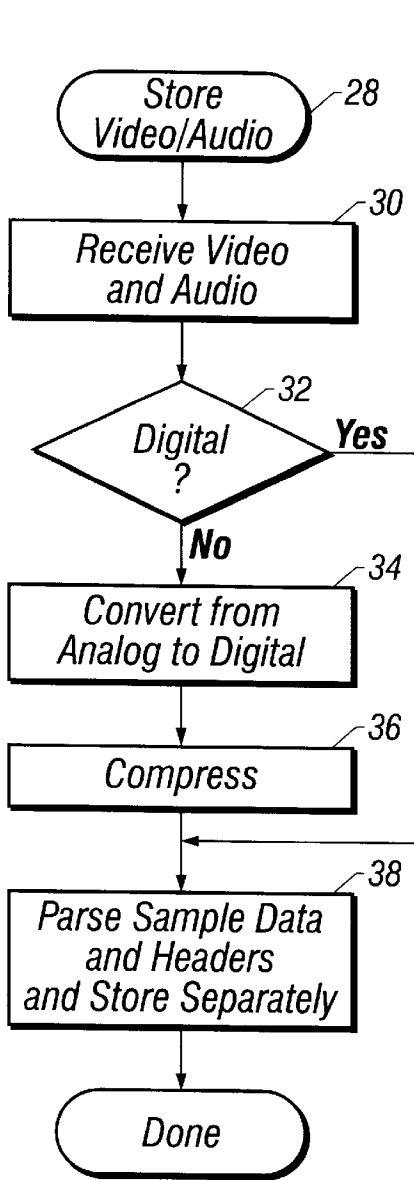 Store
Video/Audio
28
30
Receive Video
and Audio
32
Digital
?
Yes
No
34
Convert from
Analog to Digital
36
Compress
38
Parse Sample Data
and Headers
and Store Separately
Done